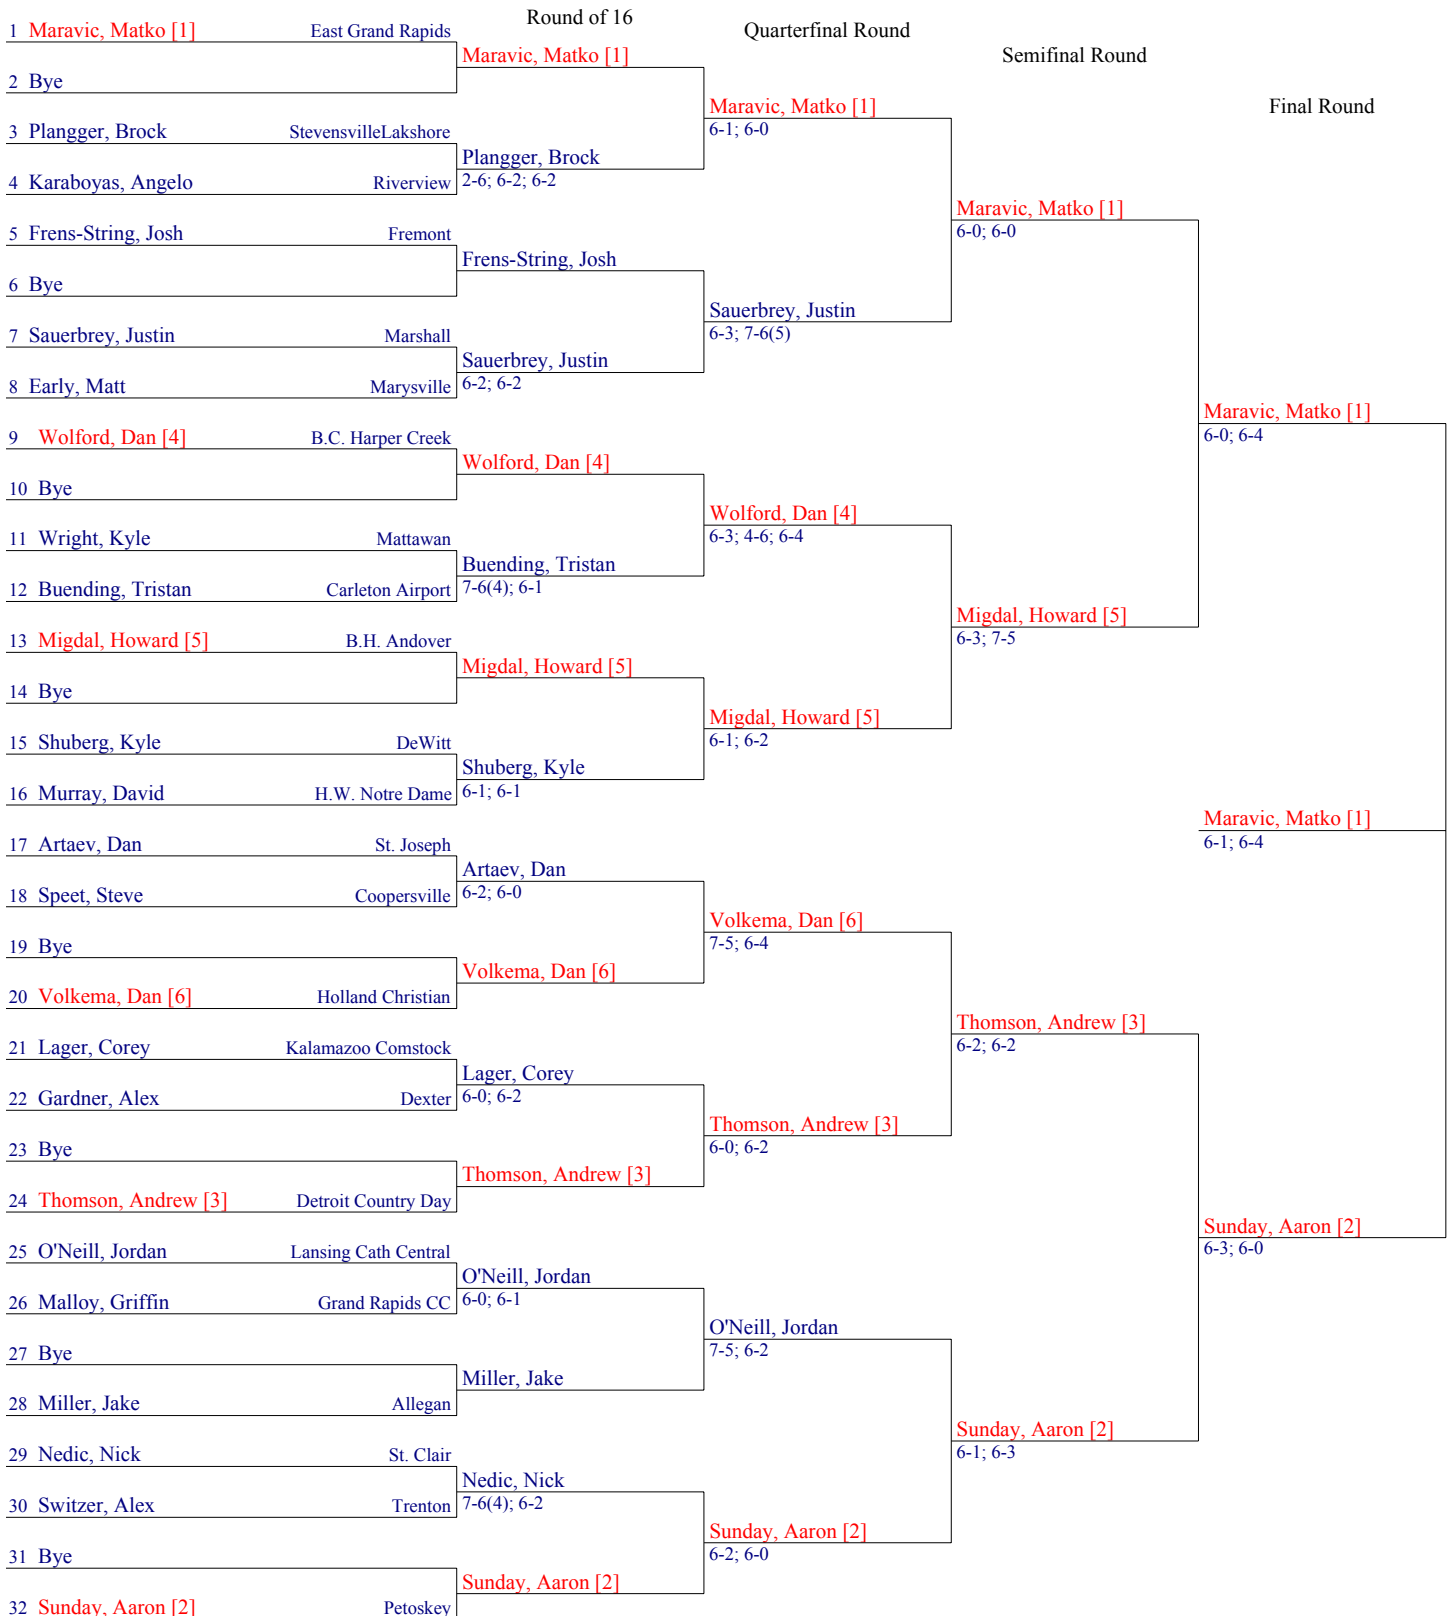 Round of 16
Quarterfinal Round
Semifinal Round
Final Round
1 Maravic, Matko [1] East Grand Rapids
2 Bye
3 Plangger, Brock StevensvilleLakshore
4 Karaboyas, Angelo Riverview
5 Frens-String, Josh Fremont
6 Bye
7 Sauerbrey, Justin Marshall
8 Early, Matt Marysville
9 Wolford, Dan [4] B.C. Harper Creek
10 Bye
11 Wright, Kyle Mattawan
12 Buending, Tristan Carleton Airport
13 Migdal, Howard [5] B.H. Andover
14 Bye
15 Shuberg, Kyle DeWitt
16 Murray, David H.W. Notre Dame
17 Artaev, Dan St. Joseph
18 Speet, Steve Coopersville
19 Bye
20 Volkema, Dan [6] Holland Christian
21 Lager, Corey Kalamazoo Comstock
22 Gardner, Alex Dexter
23 Bye
24 Thomson, Andrew [3] Detroit Country Day
25 O'Neill, Jordan Lansing Cath Central
26 Malloy, Griffin Grand Rapids CC
27 Bye
28 Miller, Jake Allegan
29 Nedic, Nick St. Clair
30 Switzer, Alex Trenton
31 Bye
32 Sunday, Aaron [2] Petoskey
Maravic, Matko [1]
Plangger, Brock
2-6; 6-2; 6-2
Frens-String, Josh
Sauerbrey, Justin
6-2; 6-2
Wolford, Dan [4]
Buending, Tristan
7-6(4); 6-1
Migdal, Howard [5]
Shuberg, Kyle
6-1; 6-1
Artaev, Dan
6-2; 6-0
Volkema, Dan [6]
Lager, Corey
6-0; 6-2
Thomson, Andrew [3]
O'Neill, Jordan
6-0; 6-1
Miller, Jake
Nedic, Nick
7-6(4); 6-2
Sunday, Aaron [2]
Maravic, Matko [1]
6-1; 6-0
Sauerbrey, Justin
6-3; 7-6(5)
Wolford, Dan [4]
6-3; 4-6; 6-4
Migdal, Howard [5]
6-1; 6-2
Volkema, Dan [6]
7-5; 6-4
Thomson, Andrew [3]
6-0; 6-2
O'Neill, Jordan
7-5; 6-2
Sunday, Aaron [2]
6-2; 6-0
Maravic, Matko [1]
6-0; 6-0
Migdal, Howard [5]
6-3; 7-5
Thomson, Andrew [3]
6-2; 6-2
Sunday, Aaron [2]
6-1; 6-3
Maravic, Matko [1]
6-0; 6-4
Sunday, Aaron [2]
6-3; 6-0
Maravic, Matko [1]
6-1; 6-4